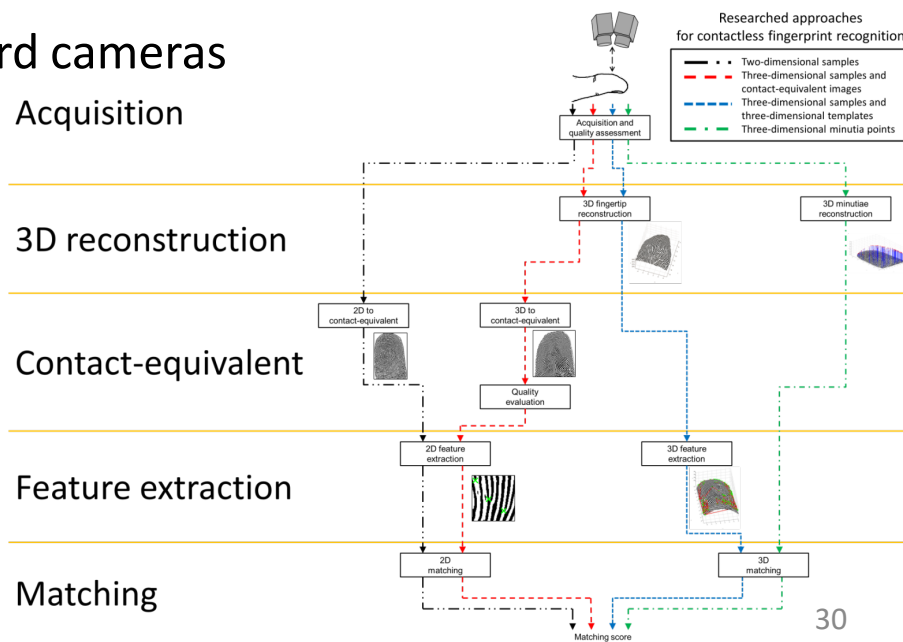 rd cameras
Researched approaches
for contactless fingerprint recognition
Two-dimensional samples
Three-dimensional samples and
contact-equivalent images
Three-dimensional samples and
three-dimensional templates
Three-dimensional minutia points
Acquisition
Acquisition and
quality assessment
3D reconstruction
3D fingertip
reconstruction
3D minutiae
reconstruction
Contact-equivalent
2D to
contact-equivalent
3D to
contact-equivalent
Quality
evaluation
Feature extraction
2D feature
extraction
3D feature
extraction
Matching
2D
matching
3D
matching
Matching score
30